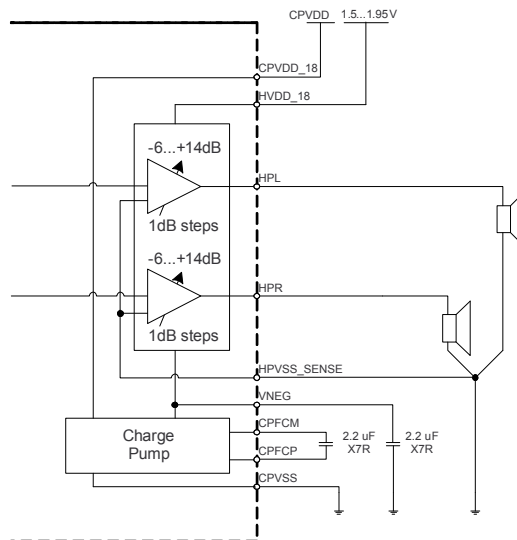 CPVDD 1.5...1.95V
CPVDD_18
HVDD_18
-6...+14dB
HPL
1dB steps
-6...+14dB
HPR
1dB steps
HPVSS_SENSE
VNEG
CPFCM
Charge
Pump
2.2 uF
X7R
2.2 uF
X7R
CPFCP
CPVSS